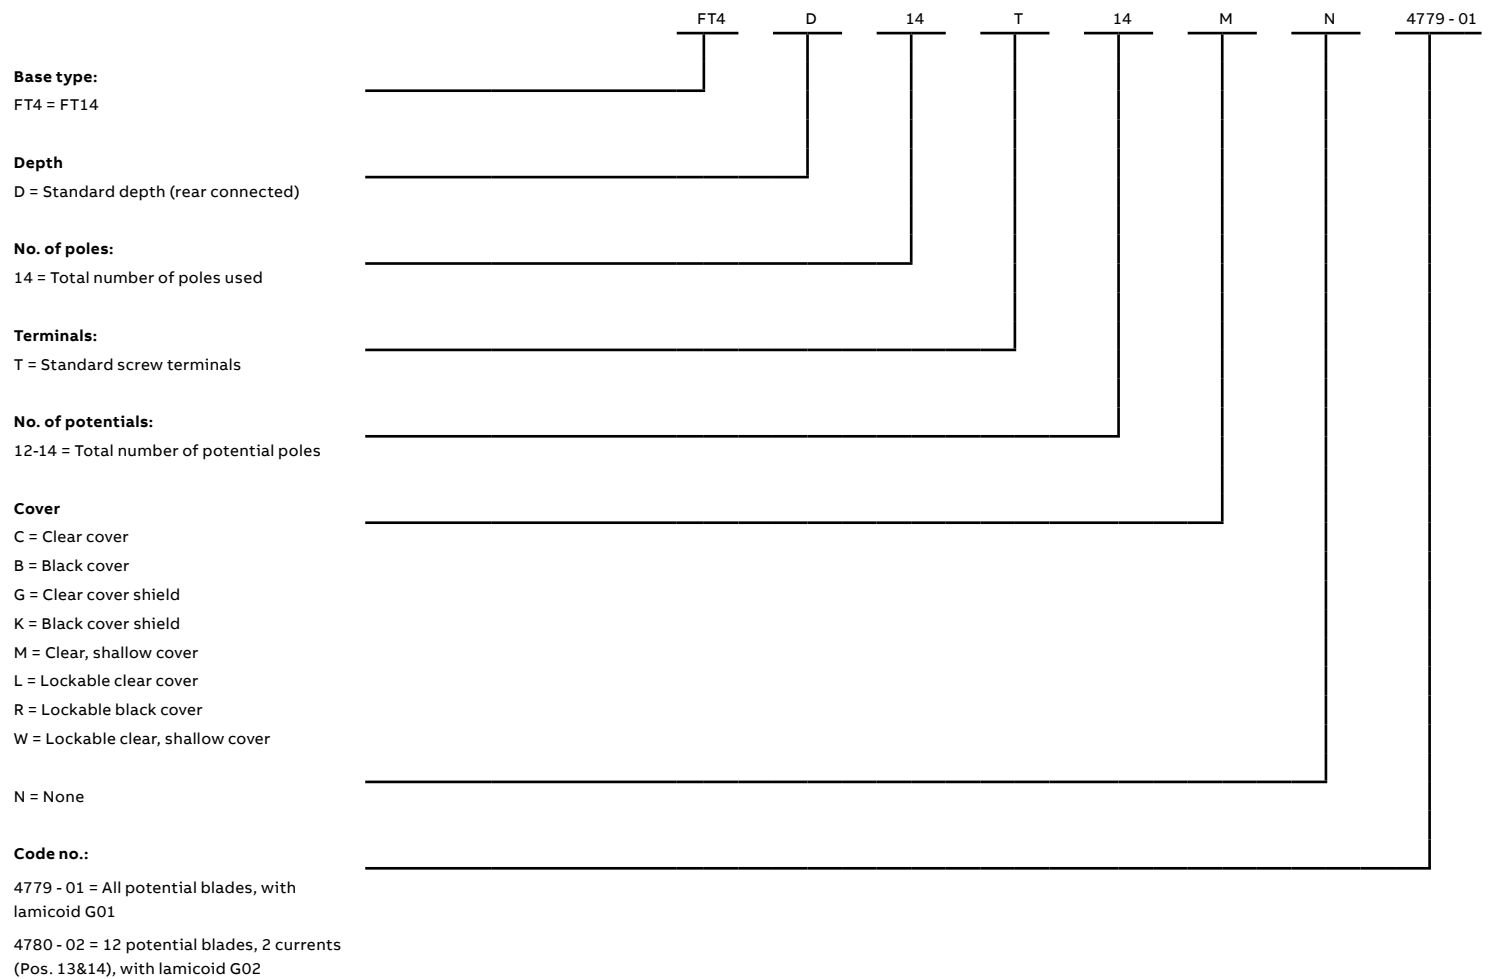 FT4 D 14 T 14 M N 4779 - 01
Base type:
FT4 = FT14
Depth
D = Standard depth (rear connected)
No. of poles:
14 = Total number of poles used
Terminals:
T = Standard screw terminals
No. of potentials:
12-14 = Total number of potential poles
Cover
C = Clear cover
B = Black cover
G = Clear cover shield
K = Black cover shield
M = Clear, shallow cover
L = Lockable clear cover
R = Lockable black cover
W = Lockable clear, shallow cover
N = None
Code no.:
4779 - 01 = All potential blades, with
lamicoid G01
4780 - 02 = 12 potential blades, 2 currents
(Pos. 13&14), with lamicoid G02